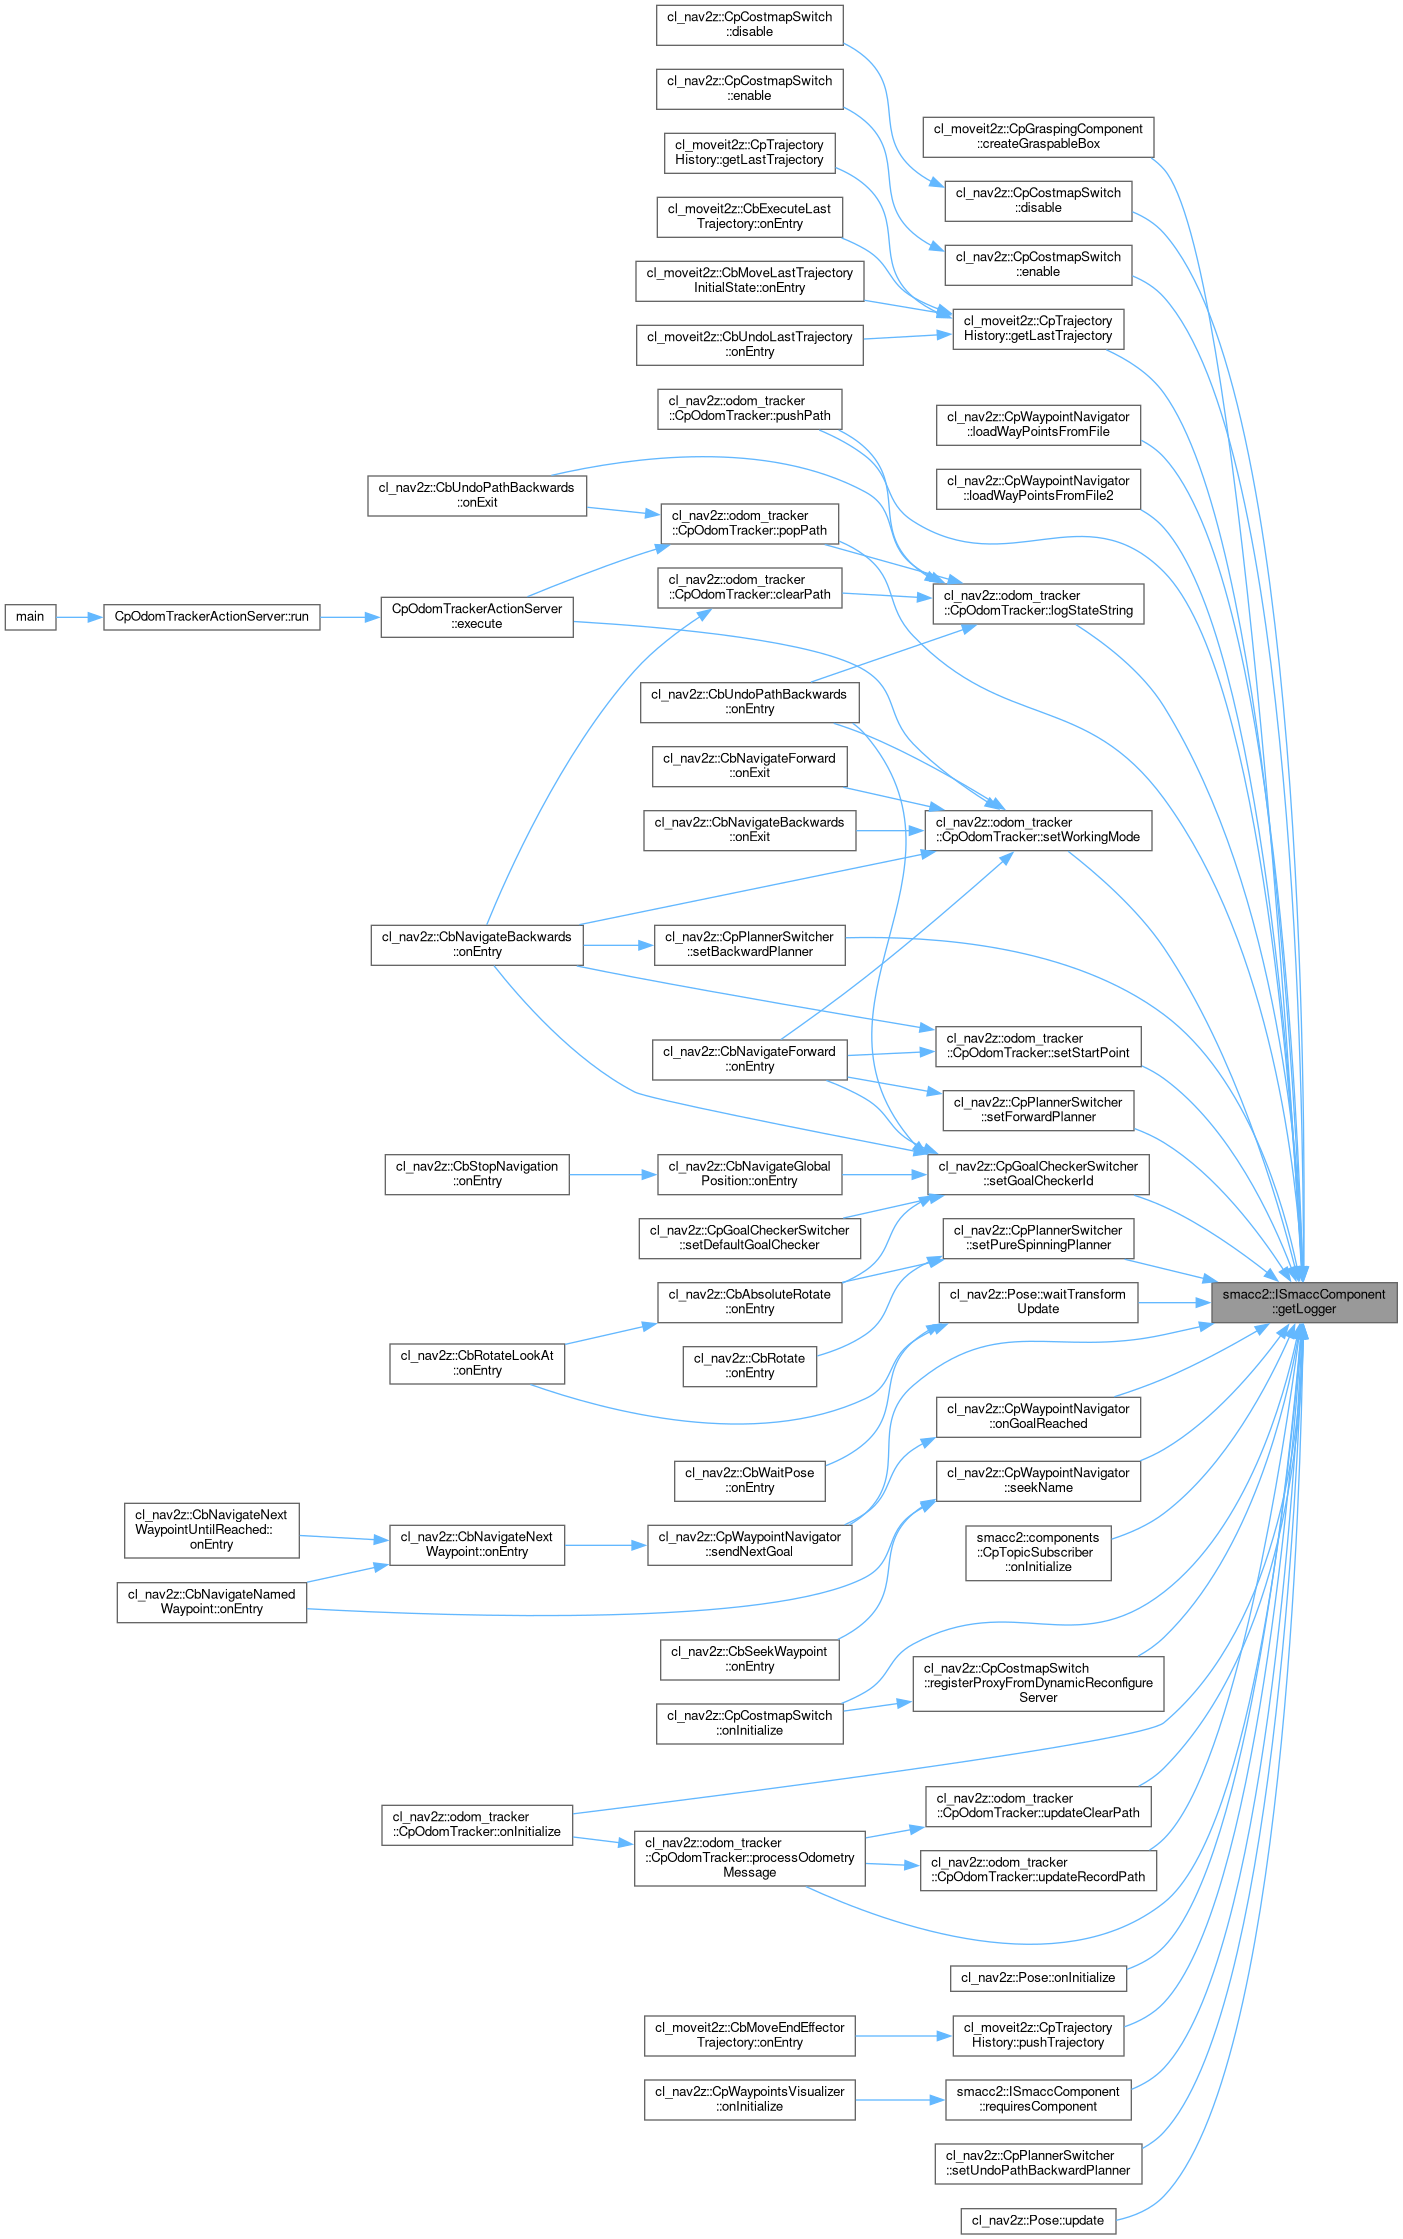 cl_nav2z::CpCostmapSwitch
::disable
cl_nav2z::CpCostmapSwitch
::enable
cl_moveit2z::CpGraspingComponent
::createGraspableBox
cl_moveit2z::CpTrajectory
History::getLastTrajectory
cl_nav2z::CpCostmapSwitch
::disable
cl_moveit2z::CbExecuteLast
Trajectory::onEntry
cl_nav2z::CpCostmapSwitch
::enable
cl_moveit2z::CbMoveLastTrajectory
InitialState::onEntry
cl_moveit2z::CpTrajectory
History::getLastTrajectory
cl_moveit2z::CbUndoLastTrajectory
::onEntry
cl_nav2z::odom_tracker
::CpOdomTracker::pushPath
cl_nav2z::CpWaypointNavigator
::loadWayPointsFromFile
cl_nav2z::CbUndoPathBackwards
::onExit
cl_nav2z::CpWaypointNavigator
::loadWayPointsFromFile2
cl_nav2z::odom_tracker
::CpOdomTracker::popPath
cl_nav2z::odom_tracker
::CpOdomTracker::clearPath
cl_nav2z::odom_tracker
::CpOdomTracker::logStateString
main
CpOdomTrackerActionServer::run
CpOdomTrackerActionServer
::execute
cl_nav2z::CbUndoPathBackwards
::onEntry
cl_nav2z::CbNavigateForward
::onExit
cl_nav2z::CbNavigateBackwards
::onExit
cl_nav2z::odom_tracker
::CpOdomTracker::setWorkingMode
cl_nav2z::CbNavigateBackwards
::onEntry
cl_nav2z::CpPlannerSwitcher
::setBackwardPlanner
cl_nav2z::CbNavigateForward
::onEntry
cl_nav2z::odom_tracker
::CpOdomTracker::setStartPoint
cl_nav2z::CpPlannerSwitcher
::setForwardPlanner
cl_nav2z::CbStopNavigation
::onEntry
cl_nav2z::CbNavigateGlobal
Position::onEntry
cl_nav2z::CpGoalCheckerSwitcher
::setGoalCheckerId
cl_nav2z::CpGoalCheckerSwitcher
::setDefaultGoalChecker
cl_nav2z::CpPlannerSwitcher
::setPureSpinningPlanner
cl_nav2z::CbAbsoluteRotate
::onEntry
cl_nav2z::Pose::waitTransform
Update
smacc2::ISmaccComponent
::getLogger
cl_nav2z::CbRotateLookAt
::onEntry
cl_nav2z::CbRotate
::onEntry
cl_nav2z::CpWaypointNavigator
::onGoalReached
cl_nav2z::CbWaitPose
::onEntry
cl_nav2z::CpWaypointNavigator
::seekName
cl_nav2z::CbNavigateNext
WaypointUntilReached::
onEntry
cl_nav2z::CbNavigateNext
Waypoint::onEntry
cl_nav2z::CpWaypointNavigator
::sendNextGoal
smacc2::components
::CpTopicSubscriber
::onInitialize
cl_nav2z::CbNavigateNamed
Waypoint::onEntry
cl_nav2z::CbSeekWaypoint
::onEntry
cl_nav2z::CpCostmapSwitch
::registerProxyFromDynamicReconfigure
Server
cl_nav2z::CpCostmapSwitch
::onInitialize
cl_nav2z::odom_tracker
::CpOdomTracker::onInitialize
cl_nav2z::odom_tracker
::CpOdomTracker::updateClearPath
cl_nav2z::odom_tracker
::CpOdomTracker::processOdometry
Message
cl_nav2z::odom_tracker
::CpOdomTracker::updateRecordPath
cl_nav2z::Pose::onInitialize
cl_moveit2z::CbMoveEndEffector
Trajectory::onEntry
cl_moveit2z::CpTrajectory
History::pushTrajectory
cl_nav2z::CpWaypointsVisualizer
::onInitialize
smacc2::ISmaccComponent
::requiresComponent
cl_nav2z::CpPlannerSwitcher
::setUndoPathBackwardPlanner
cl_nav2z::Pose::update